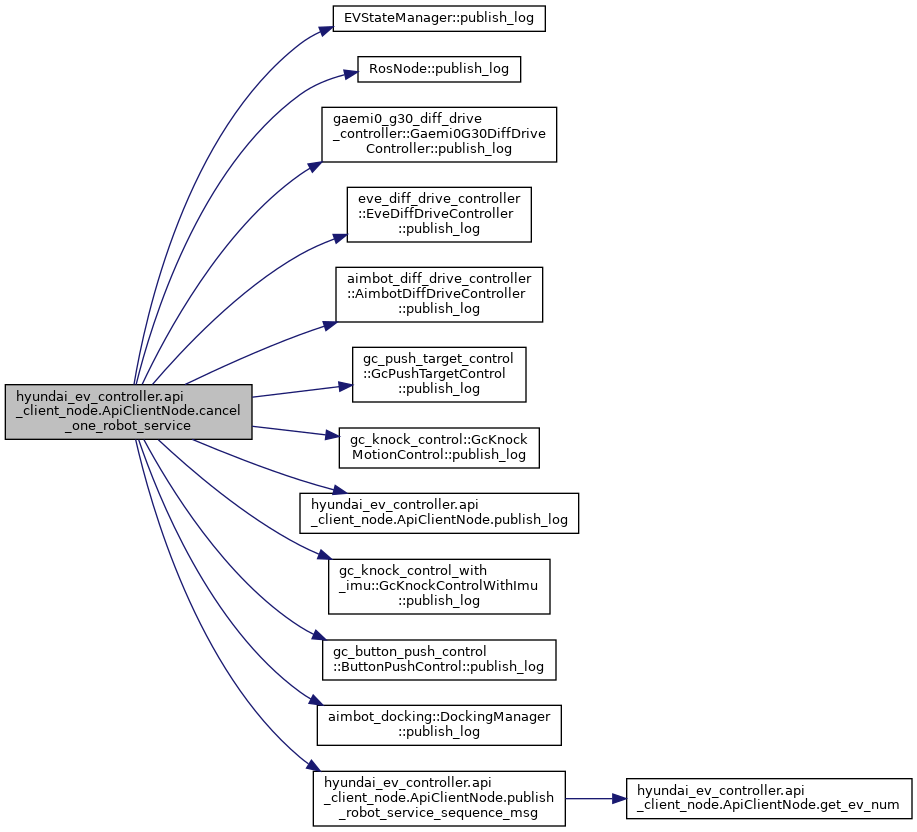 EVStateManager::publish_log
RosNode::publish_log
gaemi0_g30_diff_drive
_controller::Gaemi0G30DiffDrive
Controller::publish_log
eve_diff_drive_controller
::EveDiffDriveController
::publish_log
aimbot_diff_drive_controller
::AimbotDiffDriveController
::publish_log
gc_push_target_control
::GcPushTargetControl
::publish_log
hyundai_ev_controller.api
_client_node.ApiClientNode.cancel
_one_robot_service
gc_knock_control::GcKnock
MotionControl::publish_log
hyundai_ev_controller.api
_client_node.ApiClientNode.publish_log
gc_knock_control_with
_imu::GcKnockControlWithImu
::publish_log
gc_button_push_control
::ButtonPushControl::publish_log
aimbot_docking::DockingManager
::publish_log
hyundai_ev_controller.api
_client_node.ApiClientNode.publish
_robot_service_sequence_msg
hyundai_ev_controller.api
_client_node.ApiClientNode.get_ev_num